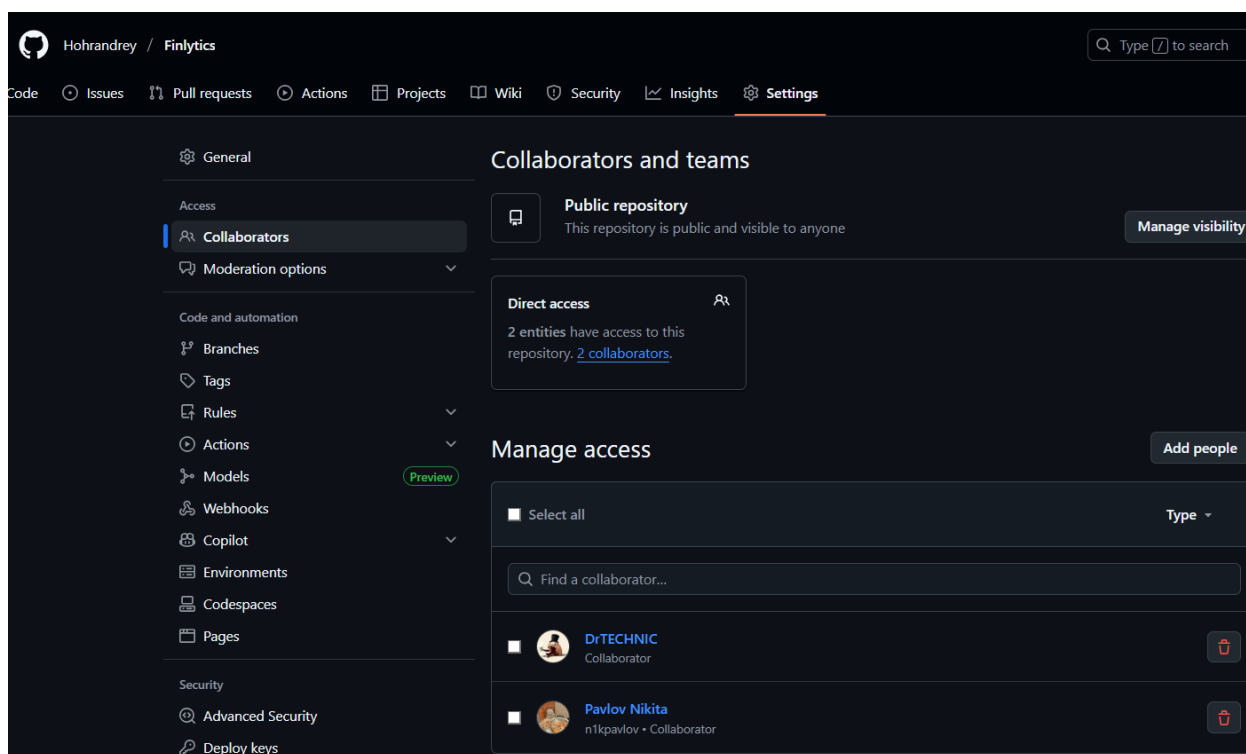 Hohrandrey / Finlytics
Type / to search
Code Issues Pull requests Actions Projects Wiki Security Insights Settings
General
Access
Collaborators
Moderation options
Code and automation
Branches
Tags
Rules
Actions
Models Preview
Webhooks
Copilot
Environments
Codespaces
Pages
Security
Advanced Security
Deploy keys
Collaborators and teams
Public repository
This repository is public and visible to anyone
Manage visibility
Direct access
2 entities have access to this
repository. 2 collaborators.
Manage access
Add people
Select all
Type
Find a collaborator...
DrTECHNIC
Collaborator
Pavlov Nikita
n1kpavlov • Collaborator